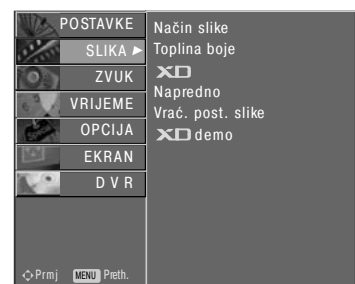 POSTAVKE
SLIKA ►
ZVUK
VRIJEME
OPCIJA
EKRAN
D V R
Način slike
Toplina boje
XD
Napredno
Vrać. post. slike
XD demo
Prmj MENU Preth.